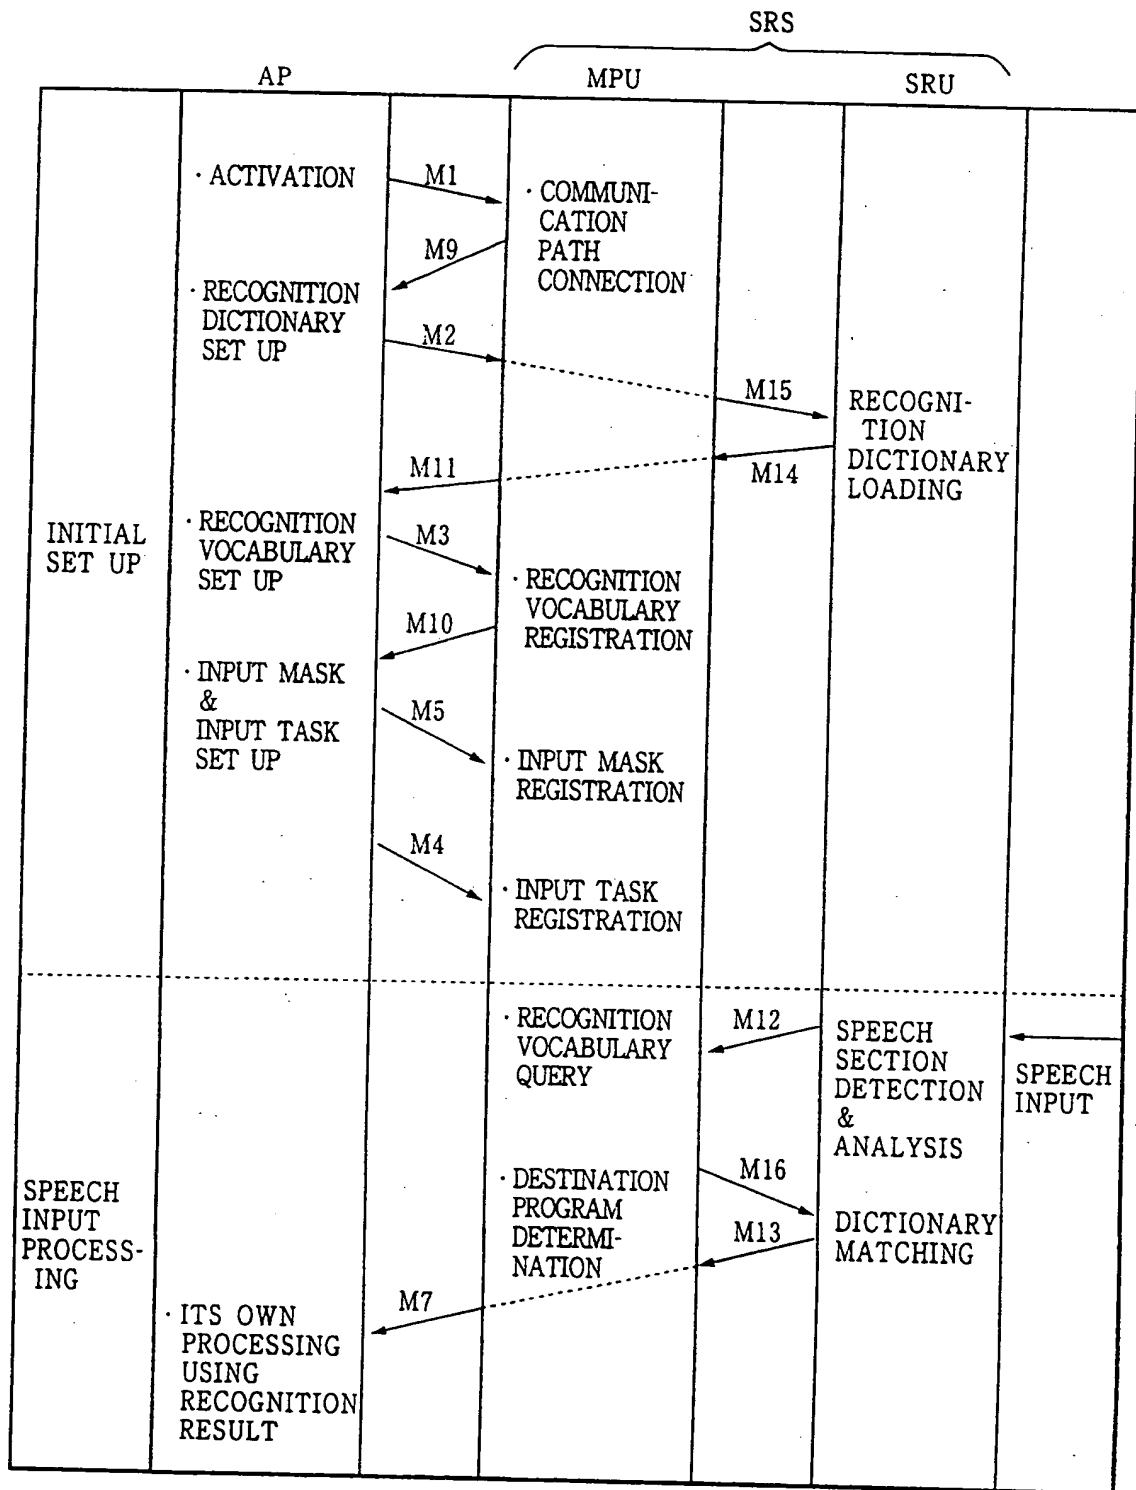 SRS
AP MPU SRU
· ACTIVATION
M1
· COMMUNI-
CATION
PATH
CONNECTION
M9
· RECOGNITION
DICTIONARY
SET UP
M2
M15
RECOGNI-
TION
DICTIONARY
LOADING
M14
M11
INITIAL
SET UP
· RECOGNITION
VOCABULARY
SET UP
M3
· RECOGNITION
VOCABULARY
REGISTRATION
M10
· INPUT MASK
&
INPUT TASK
SET UP
M5
· INPUT MASK
REGISTRATION
M4
· INPUT TASK
REGISTRATION
· RECOGNITION
VOCABULARY
QUERY
M12
SPEECH
SECTION
DETECTION
&
ANALYSIS
SPEECH
INPUT
SPEECH
INPUT
PROCESS-
ING
· DESTINATION
PROGRAM
DETERMI-
NATION
M16
M13
DICTIONARY
MATCHING
M7
· ITS OWN
PROCESSING
USING
RECOGNITION
RESULT